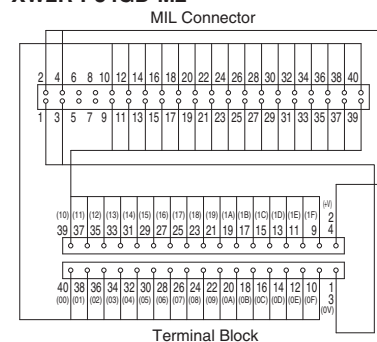 MIL Connector
2 4 6 8 10 12 14 16 18 20 22 24 26 28 30 32 34 36 38 40
1 3 5 7 9 11 13 15 17 19 21 23 25 27 29 31 33 35 37 39
(10) (11) (12) (13) (14) (15) (16) (17) (18) (19) (1A) (1B) (1C) (1D) (1E) (1F) (+V) 2
39 37 35 33 31 29 27 25 23 21 19 17 15 13 11 9 4
40 38 36 34 32 30 28 26 24 22 20 18 16 14 12 10 1
(00) (01) (02) (03) (04) (05) (06) (07) (08) (09) (0A) (0B) (0C) (0D) (0E) (0F) 3
(0V)
Terminal Block